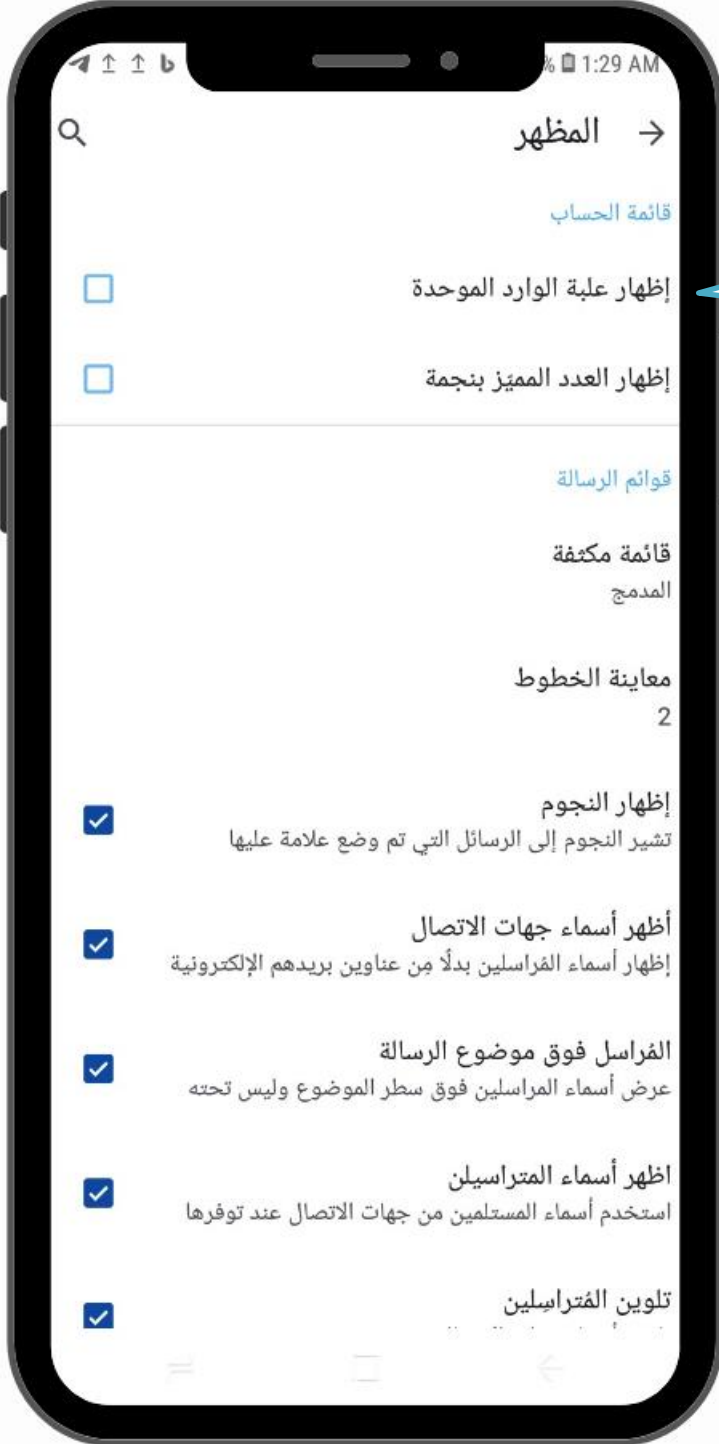 % 1:29 AM
المظهر
قائمة الحساب
إظهار علبة الوارد الموحدة
إظهار العدد المميّز بنجمة
قوائم الرسالة
قائمة مكثفة
المدمج
معاينة الخطوط
2
إظهار النجوم
تشير النجوم إلى الرسائل التي تم وضع علامة عليها
أظهر أسماء جهات الاتصال
إظهار أسماء المُراسلين بدلًا مِن عناوين بريدهم الإلكترونية
المُراسل فوق موضوع الرسالة
عرض أسماء المراسلين فوق سطر الموضوع وليس تحته
اظهر أسماء المتراسيلن
استخدم أسماء المستلمين من جهات الاتصال عند توفرها
تلوين المُتراسِلين